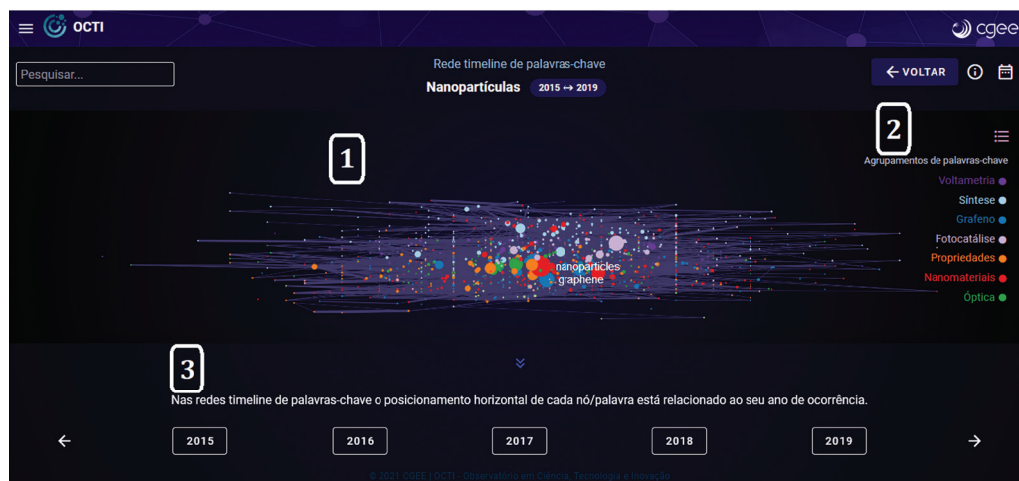 OCTI
cgee
Pesquisar...
Rede timeline de palavras-chave
Nanopartículas 2015 ↔ 2019
← VOLTAR
1
2
Agrupamentos de palavras-chave
Voltametria
Síntese
Grafeno
Fotocatálise
Propriedades
Nanomateriais
Óptica
nanoparticles
graphene
3
Nas redes timeline de palavras-chave o posicionamento horizontal de cada nó/palavra está relacionado ao seu ano de ocorrência.
← 2015 2016 2017 2018 2019 →
© 2021 CGEE | OCTI - Observatório em Ciência, Tecnologia e Inovação